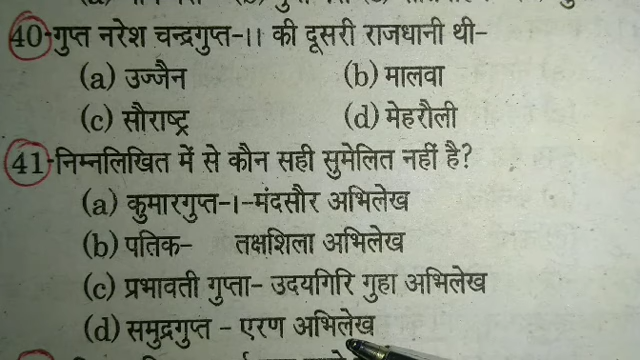 40-गुप्त नरेश चन्द्रगुप्त-।। की दूसरी राजधानी थी-
(a) उज्जैन (b) मालवा
(c) सौराष्ट्र (d) मेहरौली
41-निम्नलिखित में से कौन सही सुमेलित नहीं है?
(a) कुमारगुप्त-।-मंदसौर अभिलेख
(b) पतिक- तक्षशिला अभिलेख
(c) प्रभावती गुप्ता- उदयगिरि गुहा अभिलेख
(d) समुद्रगुप्त - एरण अभिलेख